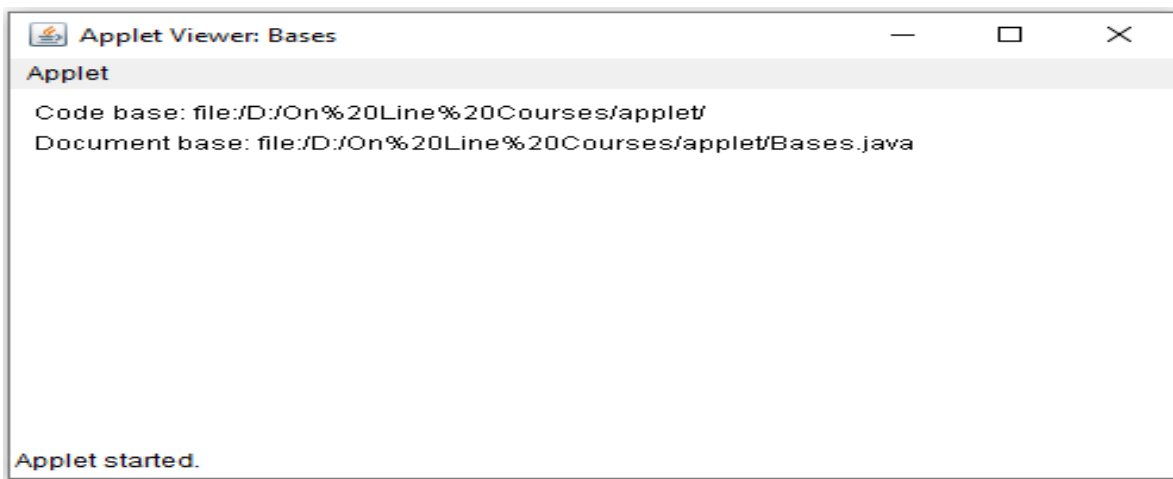 Applet Viewer: Bases
Applet
Code base: file:/D:/On%20Line%20Courses/applet/
Document base: file:/D:/On%20Line%20Courses/applet/Bases.java
Applet started.